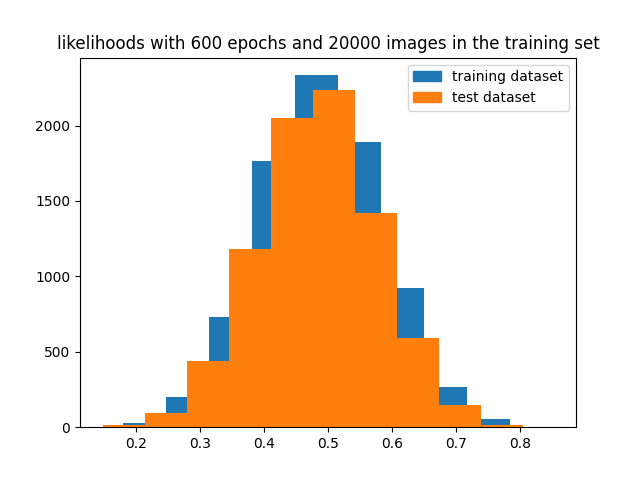 likelihoods with 600 epochs and 20000 images in the training set
training dataset
test dataset
2000
1500
1000
500
0
0.2 0.3 0.4 0.5 0.6 0.7 0.8